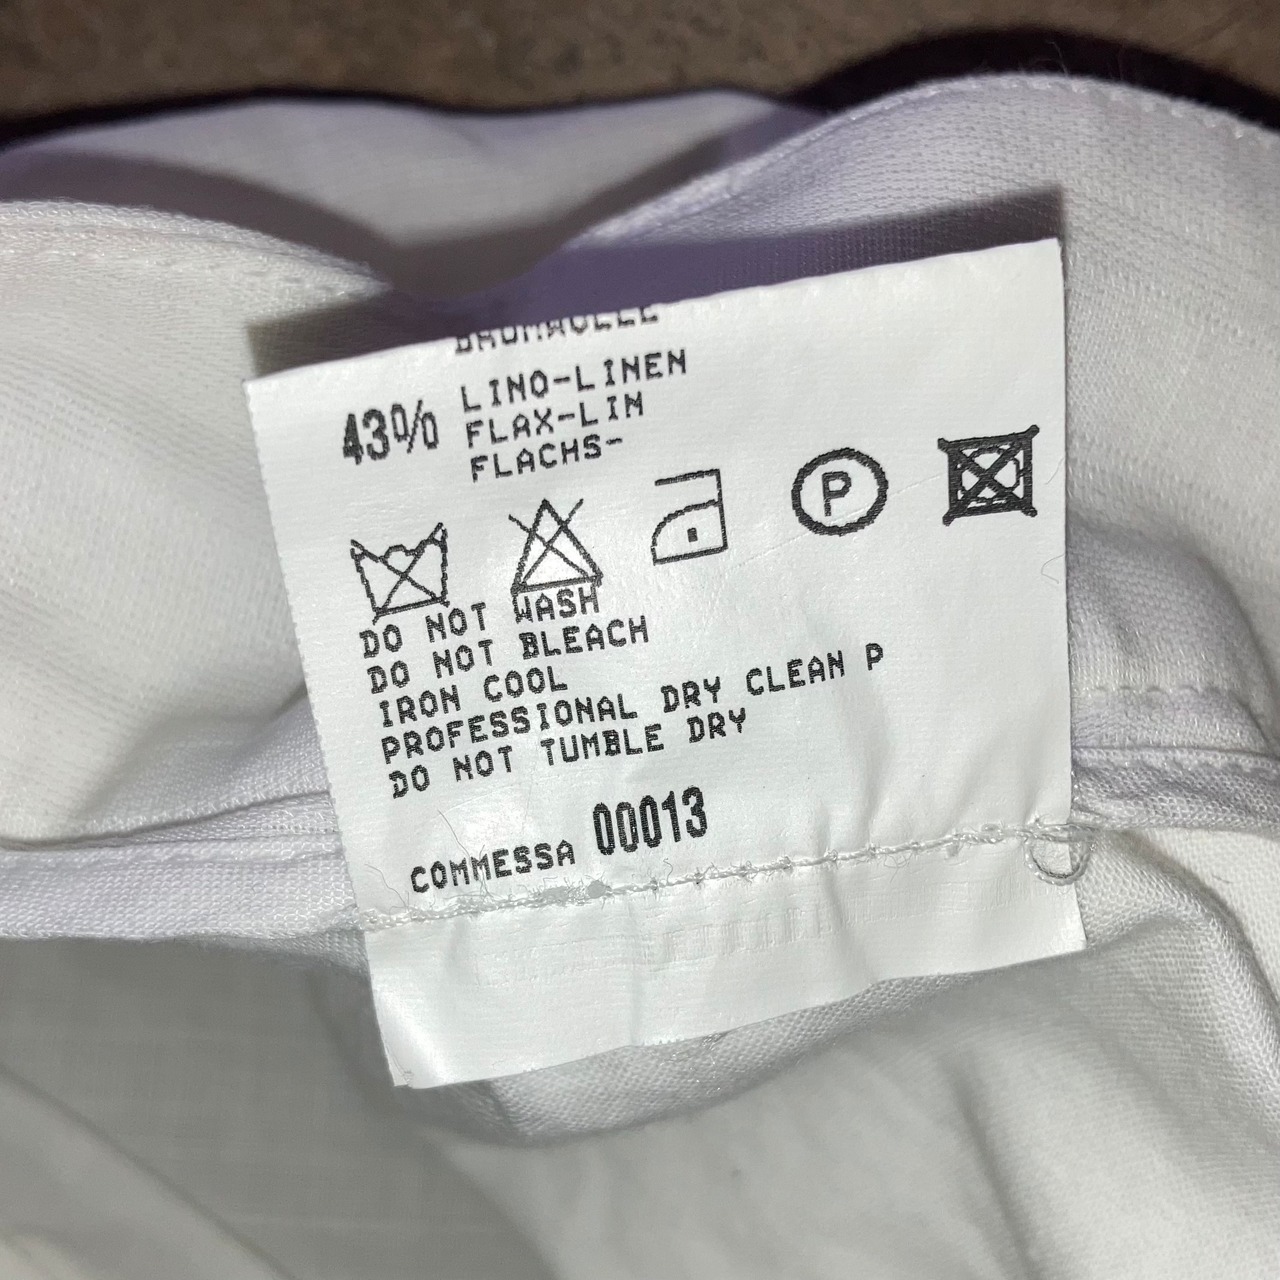 BAUMWOLLE
43% LINO-LINEN
FLAX-LIN
FLACHS-
P
DO NOT WASH
DO NOT BLEACH
IRON COOL
PROFESSIONAL DRY CLEAN P
DO NOT TUMBLE DRY
COMMESSA 00013